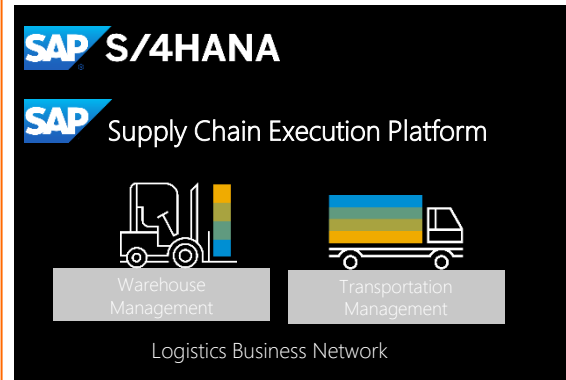 SAP S/4HANA
SAP Supply Chain Execution Platform
Warehouse
Management
Transportation
Management
Logistics Business Network